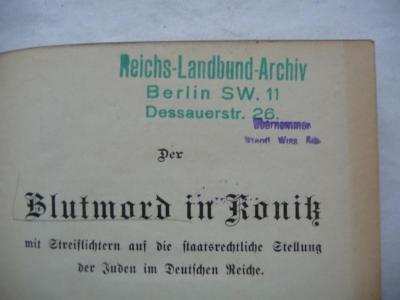 Reichs-Landbund-Archiv
Berlin SW. 11
Dessauerstr. 26.
übernommen
Der
Blutmord in Konitz
mit Streiflichtern auf die staatsrechtliche Stellung
der Juden im Deutschen Reiche.